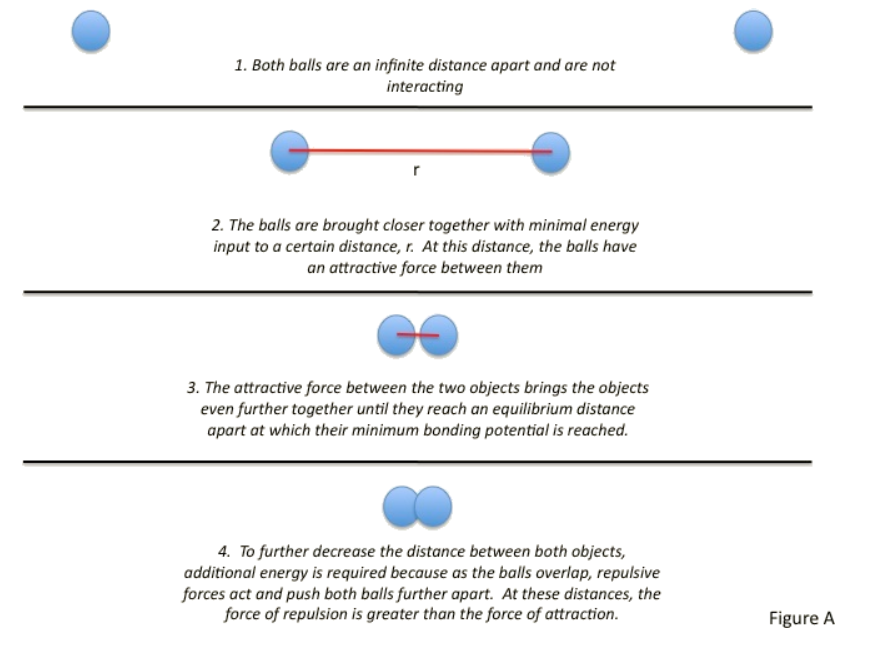 1. Both balls are an infinite distance apart and are not
interacting
r
2. The balls are brought closer together with minimal energy
input to a certain distance, r.  At this distance, the balls have
an attractive force between them
3. The attractive force between the two objects brings the objects
even further together until they reach an equilibrium distance
apart at which their minimum bonding potential is reached.
4.  To further decrease the distance between both objects,
additional energy is required because as the balls overlap, repulsive
forces act and push both balls further apart.  At these distances, the
force of repulsion is greater than the force of attraction.
Figure A